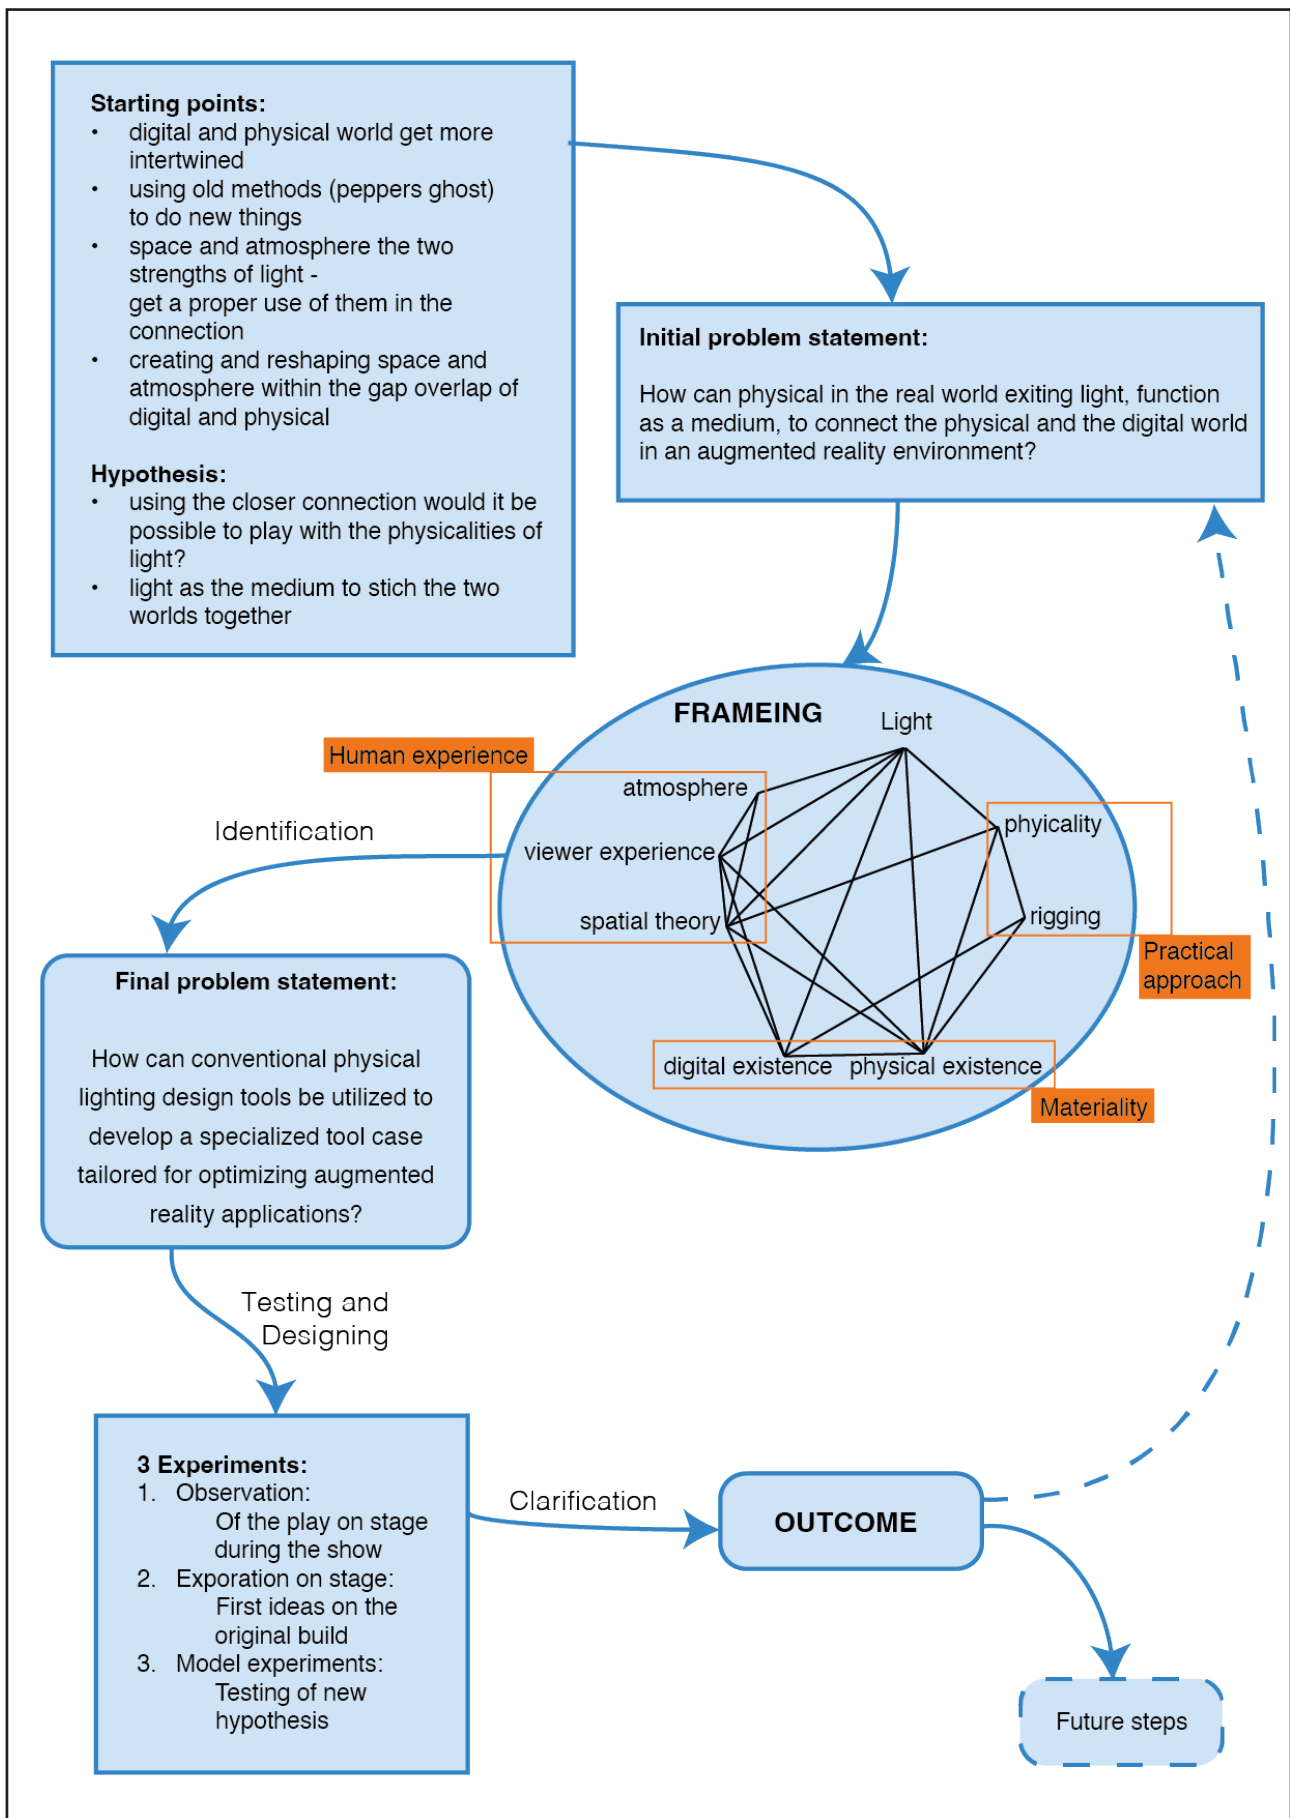 Starting points:
• digital and physical world get more
intertwined
• using old methods (peppers ghost)
to do new things
• space and atmosphere the two
strengths of light -
get a proper use of them in the
connection
• creating and reshaping space and
atmosphere within the gap overlap of
digital and physical
Hypothesis:
• using the closer connection would it be
possible to play with the physicalities of
light?
• light as the medium to stich the two
worlds together
Initial problem statement:
How can physical in the real world exiting light, function
as a medium, to connect the physical and the digital world
in an augmented reality environment?
FRAMEING
Light
Human experience
atmosphere
viewer experience
spatial theory
phyicality
rigging
Practical
approach
digital existence
physical existence
Materiality
Identification
Final problem statement:
How can conventional physical
lighting design tools be utilized to
develop a specialized tool case
tailored for optimizing augmented
reality applications?
Testing and
Designing
3 Experiments:
1. Observation:
Of the play on stage
during the show
2. Exporation on stage:
First ideas on the
original build
3. Model experiments:
Testing of new
hypothesis
Clarification
OUTCOME
Future steps